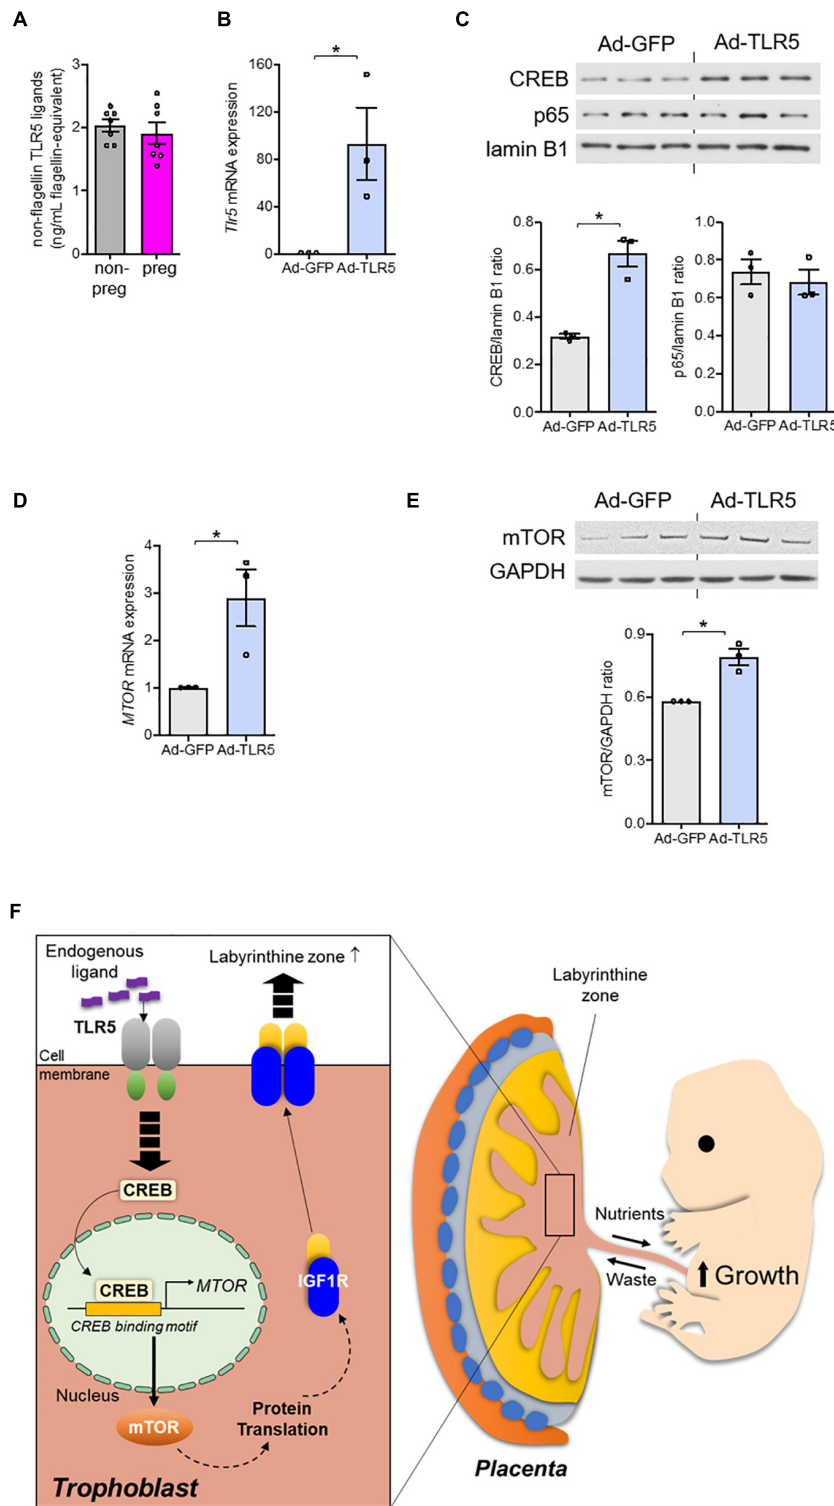 A
non-flagellin TLR5 ligands
(ng/mL flagellin-equivalent)
3
2
1
0
non-
preg
preg
B
Tlr5 mRNA expression
160
120
80
40
0
*
Ad-GFP
Ad-TLR5
C
Ad-GFP
Ad-TLR5
CREB
p65
lamin B1
CREB/lamin B1 ratio
0.8
0.6
0.4
0.2
0.0
*
Ad-GFP
Ad-TLR5
p65/lamin B1 ratio
1.0
0.8
0.6
0.4
0.2
0.0
Ad-GFP
Ad-TLR5
D
MTOR mRNA expression
4
3
2
1
0
*
Ad-GFP
Ad-TLR5
E
Ad-GFP
Ad-TLR5
mTOR
GAPDH
mTOR/GAPDH ratio
0.9
0.6
0.3
0.0
*
Ad-GFP
Ad-TLR5
F
Endogenous
ligand
TLR5
Labyrinthine zone ↑
Cell
membrane
CREB
CREB
MTOR
CREB binding motif
Nucleus
mTOR
Protein
Translation
IGF1R
Trophoblast
Labyrinthine
zone
Nutrients
Waste
Growth
Placenta